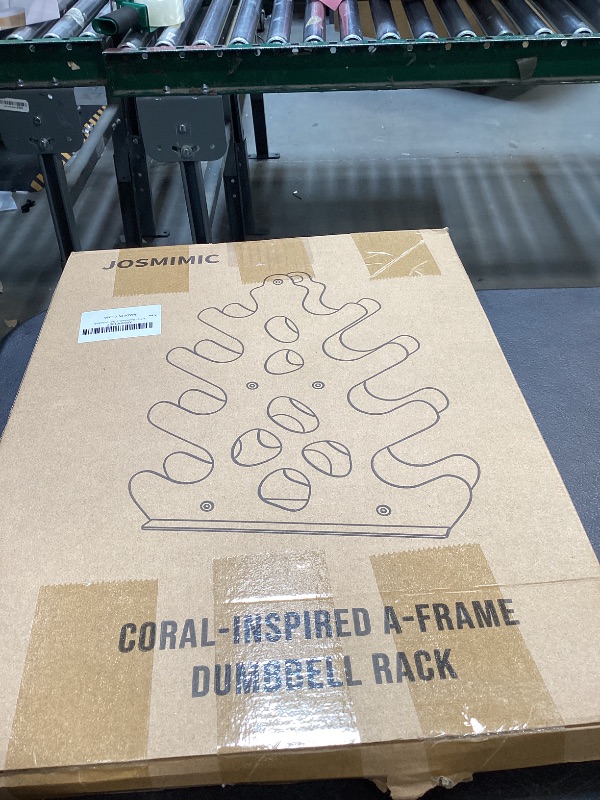 JOSMIMIC
CORAL-INSPIRED A-FRAME
DUMBBELL RACK